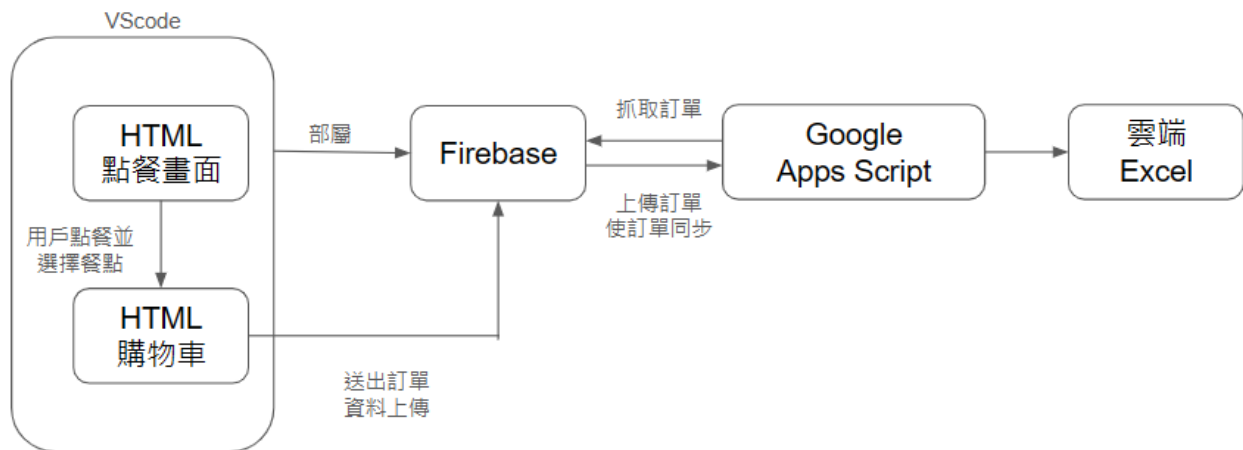 VScode
HTML
點餐畫面
部屬
Firebase
抓取訂單
上傳訂單
使訂單同步
Google
Apps Script
雲端
Excel
用戶點餐並
選擇餐點
HTML
購物車
送出訂單
資料上傳